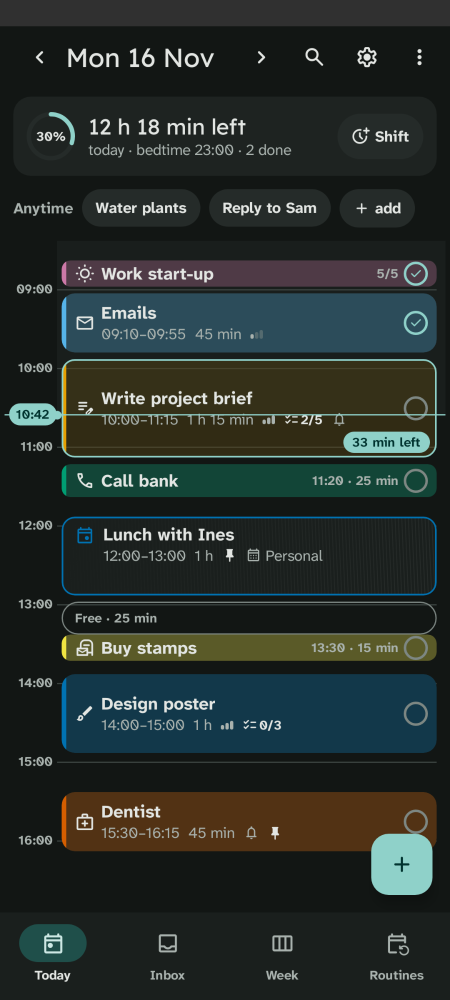 Mon 16 Nov
30%
12 h 18 min left
today · bedtime 23:00 · 2 done
Shift
Anytime
Water plants
Reply to Sam
+ add
Work start-up
5/5
09:00
Emails
09:10–09:55 45 min
10:00
Write project brief
10:00–11:15 1 h 15 min 2/5
10:42
33 min left
11:00
Call bank
11:20 · 25 min
12:00
Lunch with Ines
12:00–13:00 1 h Personal
13:00
Free · 25 min
Buy stamps
13:30 · 15 min
14:00
Design poster
14:00–15:00 1 h 0/3
15:00
Dentist
15:30–16:15 45 min
16:00
+
Today
Inbox
Week
Routines